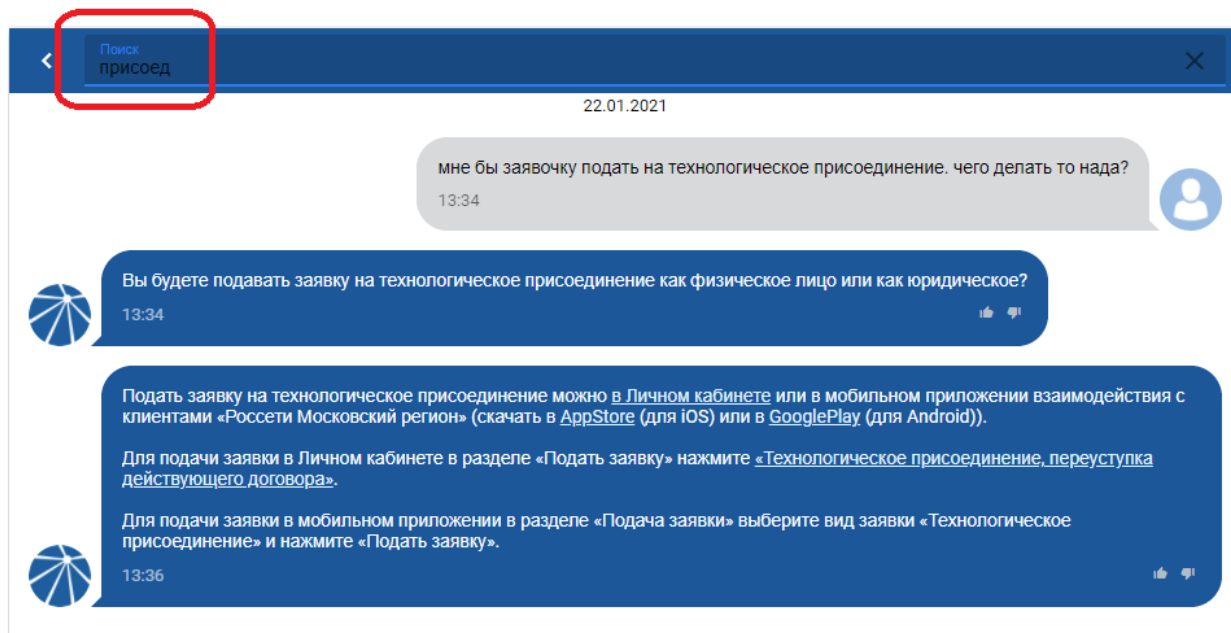 Поиск
присоед
22.01.2021
мне бы заявочку подать на технологическое присоединение. чего делать то нада?
13:34
Вы будете подавать заявку на технологическое присоединение как физическое лицо или как юридическое?
13:34
Подать заявку на технологическое присоединение можно в Личном кабинете или в мобильном приложении взаимодействия с
клиентами «Россети Московский регион» (скачать в AppStore (для iOS) или в GooglePlay (для Android)).
Для подачи заявки в Личном кабинете в разделе «Подать заявку» нажмите «Технологическое присоединение, переуступка
действующего договора».
Для подачи заявки в мобильном приложении в разделе «Подача заявки» выберите вид заявки «Технологическое
присоединение» и нажмите «Подать заявку».
13:36